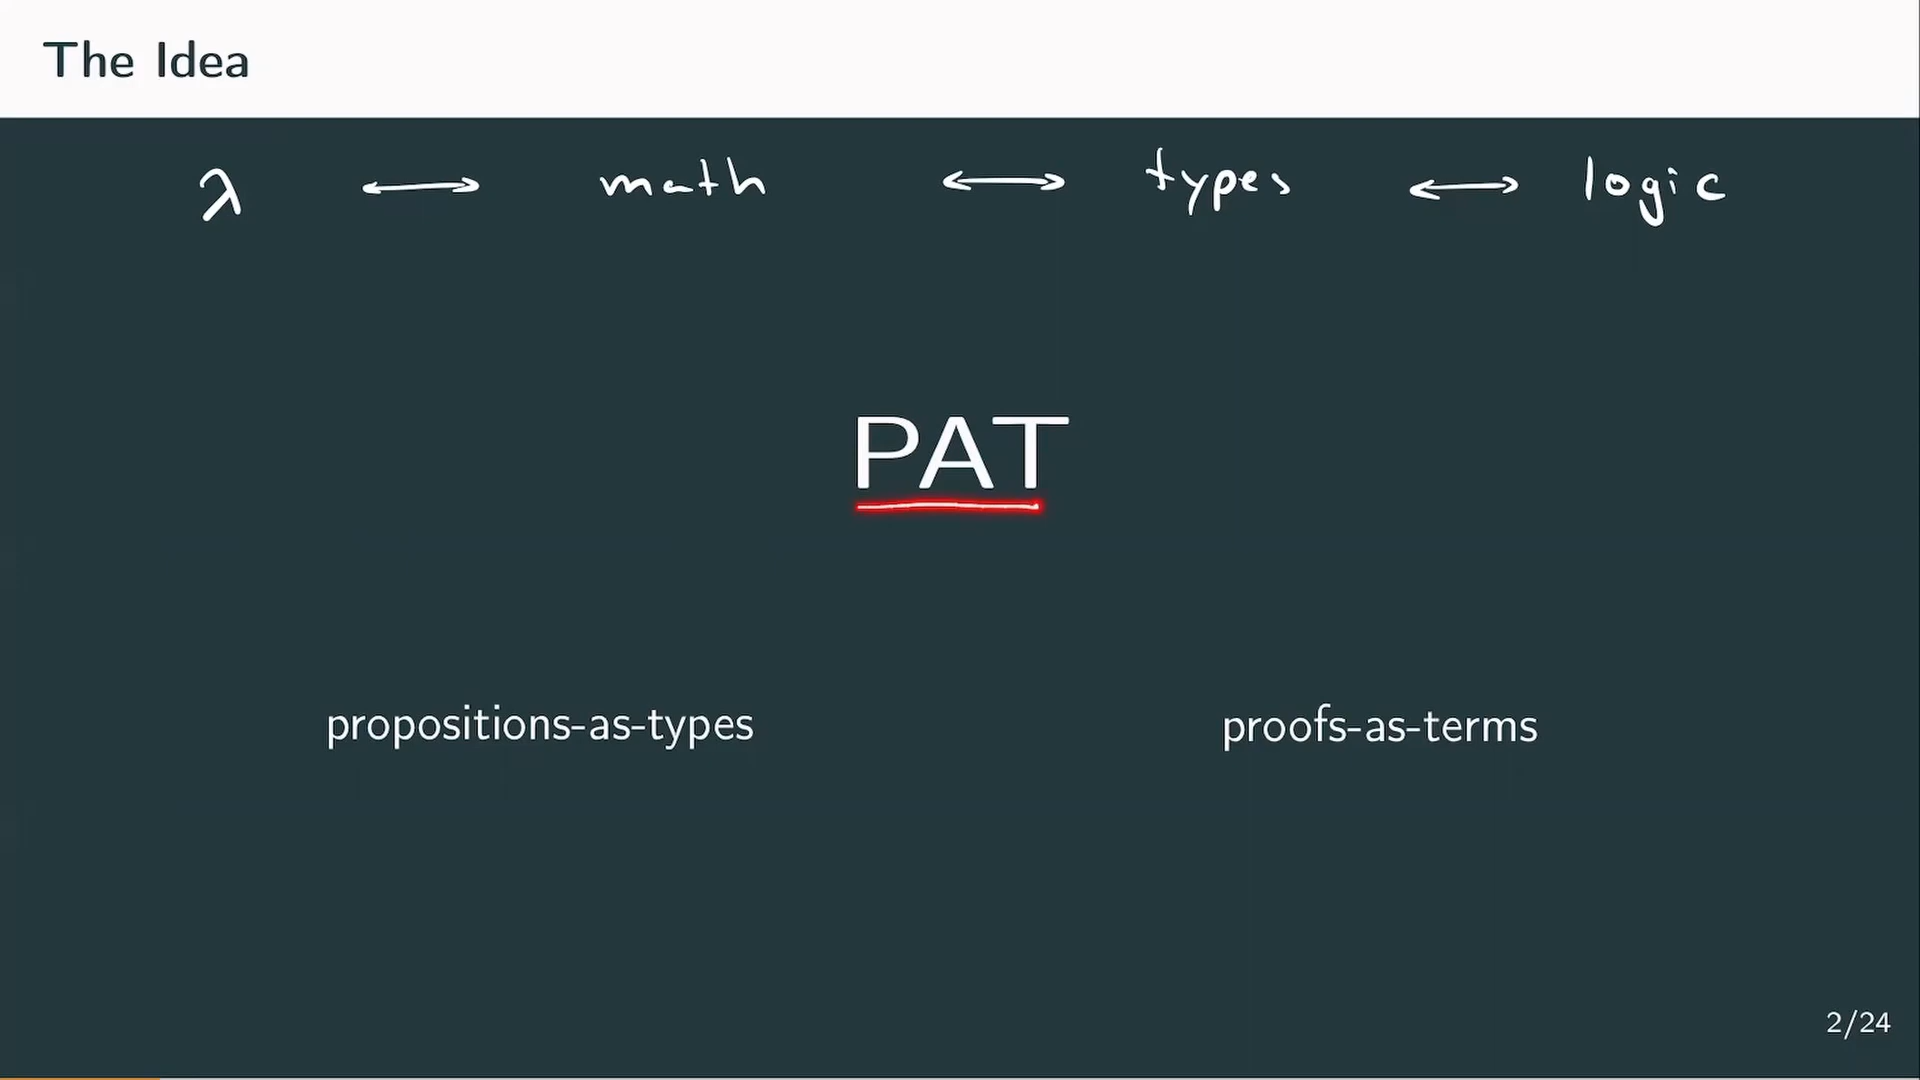 The Idea
λ ⟷ math ⟷ types ⟷ logic
PAT
propositions-as-types proofs-as-terms
2/24